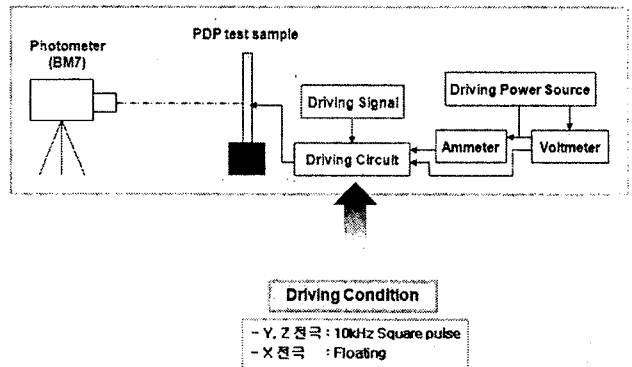 PDP test sample
Photometer
(BM7)
Driving Signal
Driving Power Source
Driving Circuit
Ammeter
Voltmeter
Driving Condition
- Y, Z 전극 : 10kHz Square pulse
- X 전극 : Floating